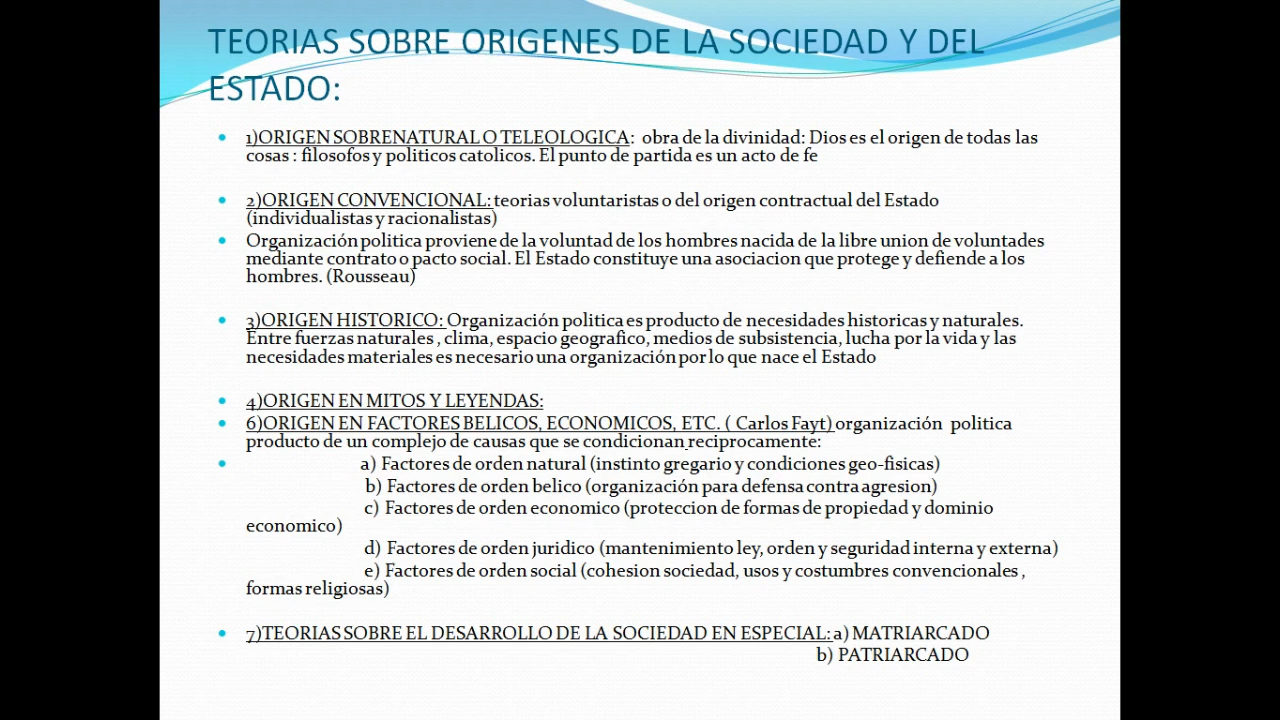 TEORIAS SOBRE ORIGENES DE LA SOCIEDAD Y DEL
ESTADO:
1)ORIGEN SOBRENATURAL O TELEOLOGICA: obra de la divinidad: Dios es el origen de todas las
cosas : filosofos y politicos catolicos. El punto de partida es un acto de fe
2)ORIGEN CONVENCIONAL: teorias voluntaristas o del origen contractual del Estado
(individualistas y racionalistas)
Organización politica proviene de la voluntad de los hombres nacida de la libre union de voluntades
mediante contrato o pacto social. El Estado constituye una asociacion que protege y defiende a los
hombres. (Rousseau)
3)ORIGEN HISTORICO: Organización politica es producto de necesidades historicas y naturales.
Entre fuerzas naturales , clima, espacio geografico, medios de subsistencia, lucha por la vida y las
necesidades materiales es necesario una organización por lo que nace el Estado
4)ORIGEN EN MITOS Y LEYENDAS:
6)ORIGEN EN FACTORES BELICOS, ECONOMICOS, ETC. ( Carlos Fayt) organización politica
producto de un complejo de causas que se condicionan reciprocamente:
a) Factores de orden natural (instinto gregario y condiciones geo-fisicas)
b) Factores de orden belico (organización para defensa contra agresion)
c) Factores de orden economico (proteccion de formas de propiedad y dominio
economico)
d) Factores de orden juridico (mantenimiento ley, orden y seguridad interna y externa)
e) Factores de orden social (cohesion sociedad, usos y costumbres convencionales ,
formas religiosas)
7)TEORIAS SOBRE EL DESARROLLO DE LA SOCIEDAD EN ESPECIAL: a) MATRIARCADO
b) PATRIARCADO